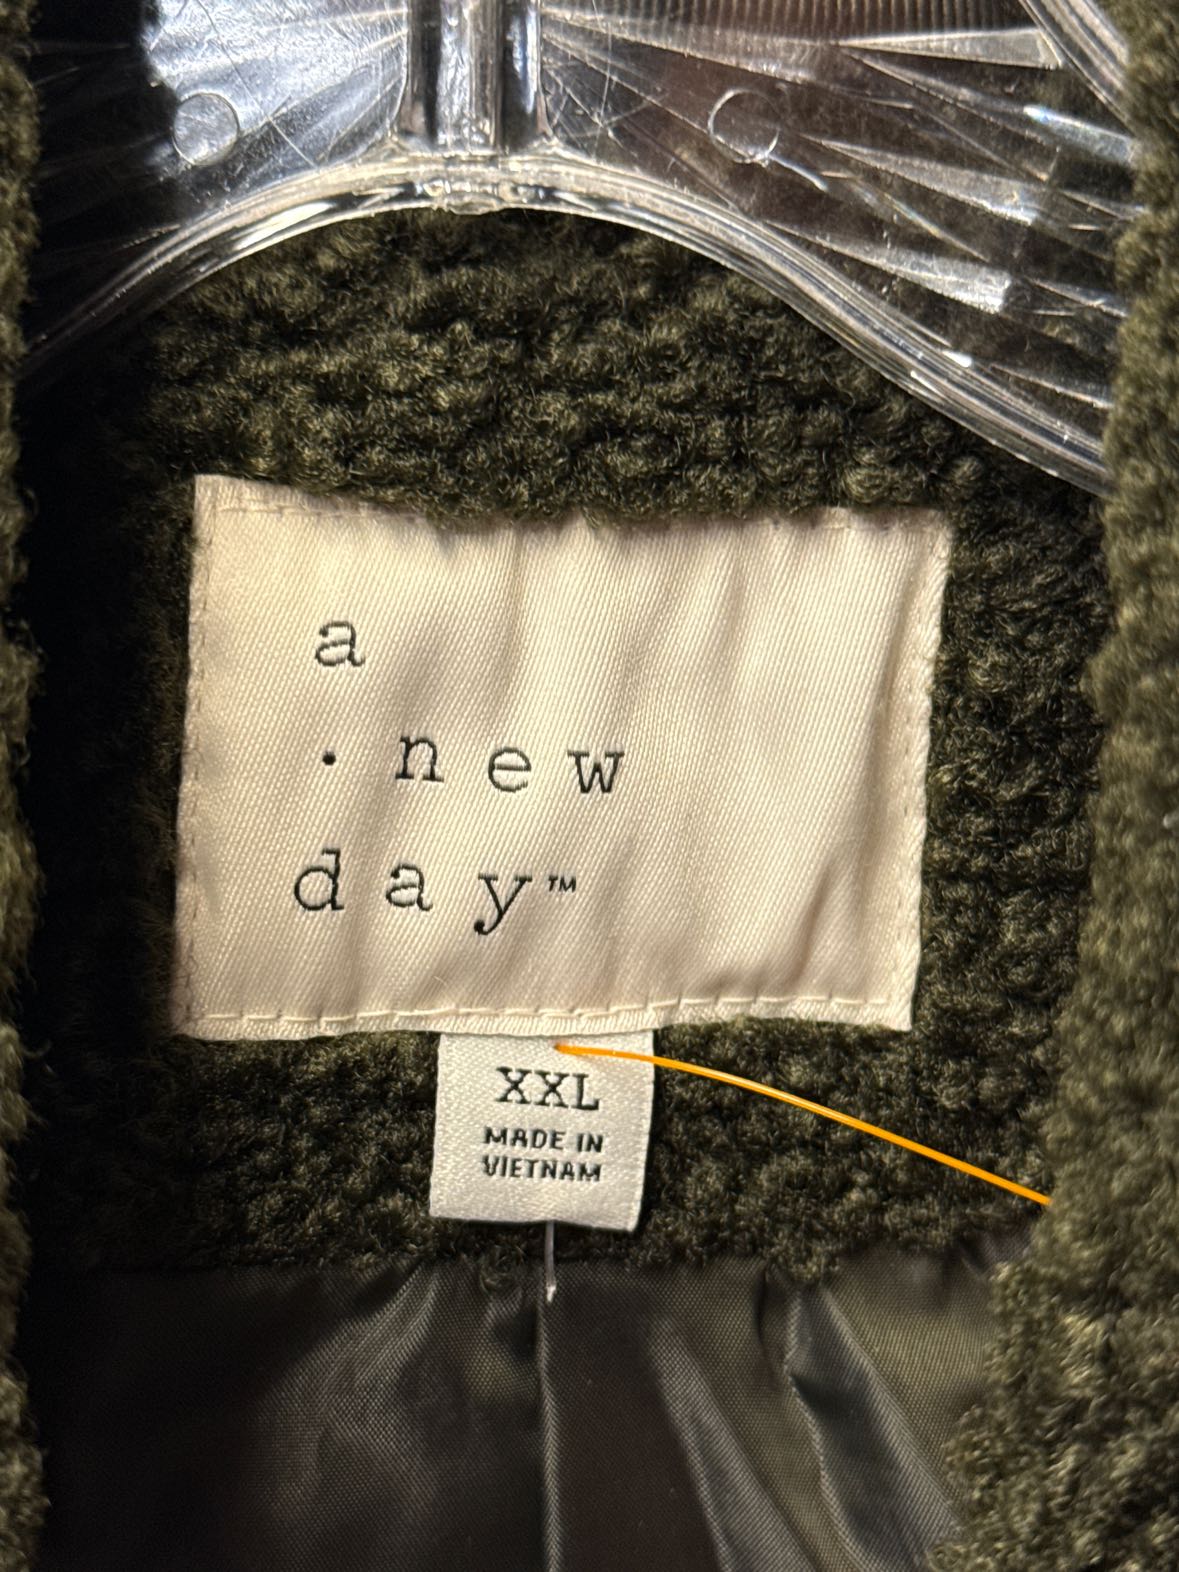 a
· new
day™
XXL
MADE IN
VIETNAM